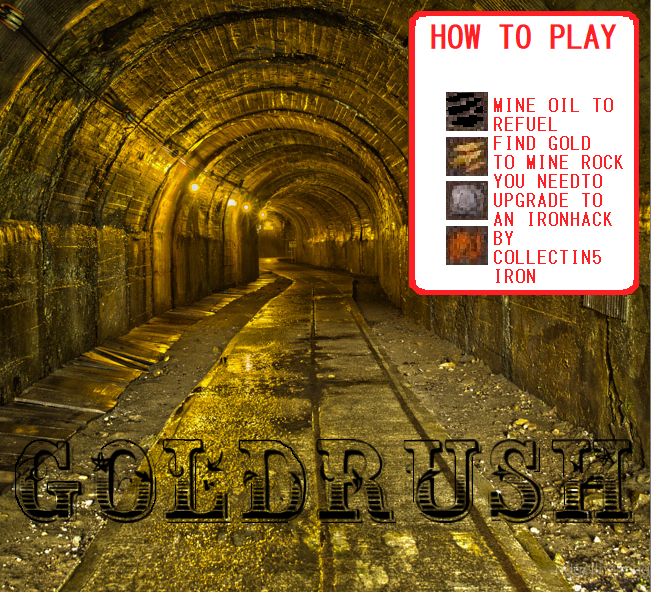 HOW TO PLAY
MINE OIL TO
REFUEL
FIND GOLD
TO MINE ROCK
YOU NEEDTO
UPGRADE TO
AN IRONHACK
BY
COLLECTIN5
IRON
GOLDRUSH